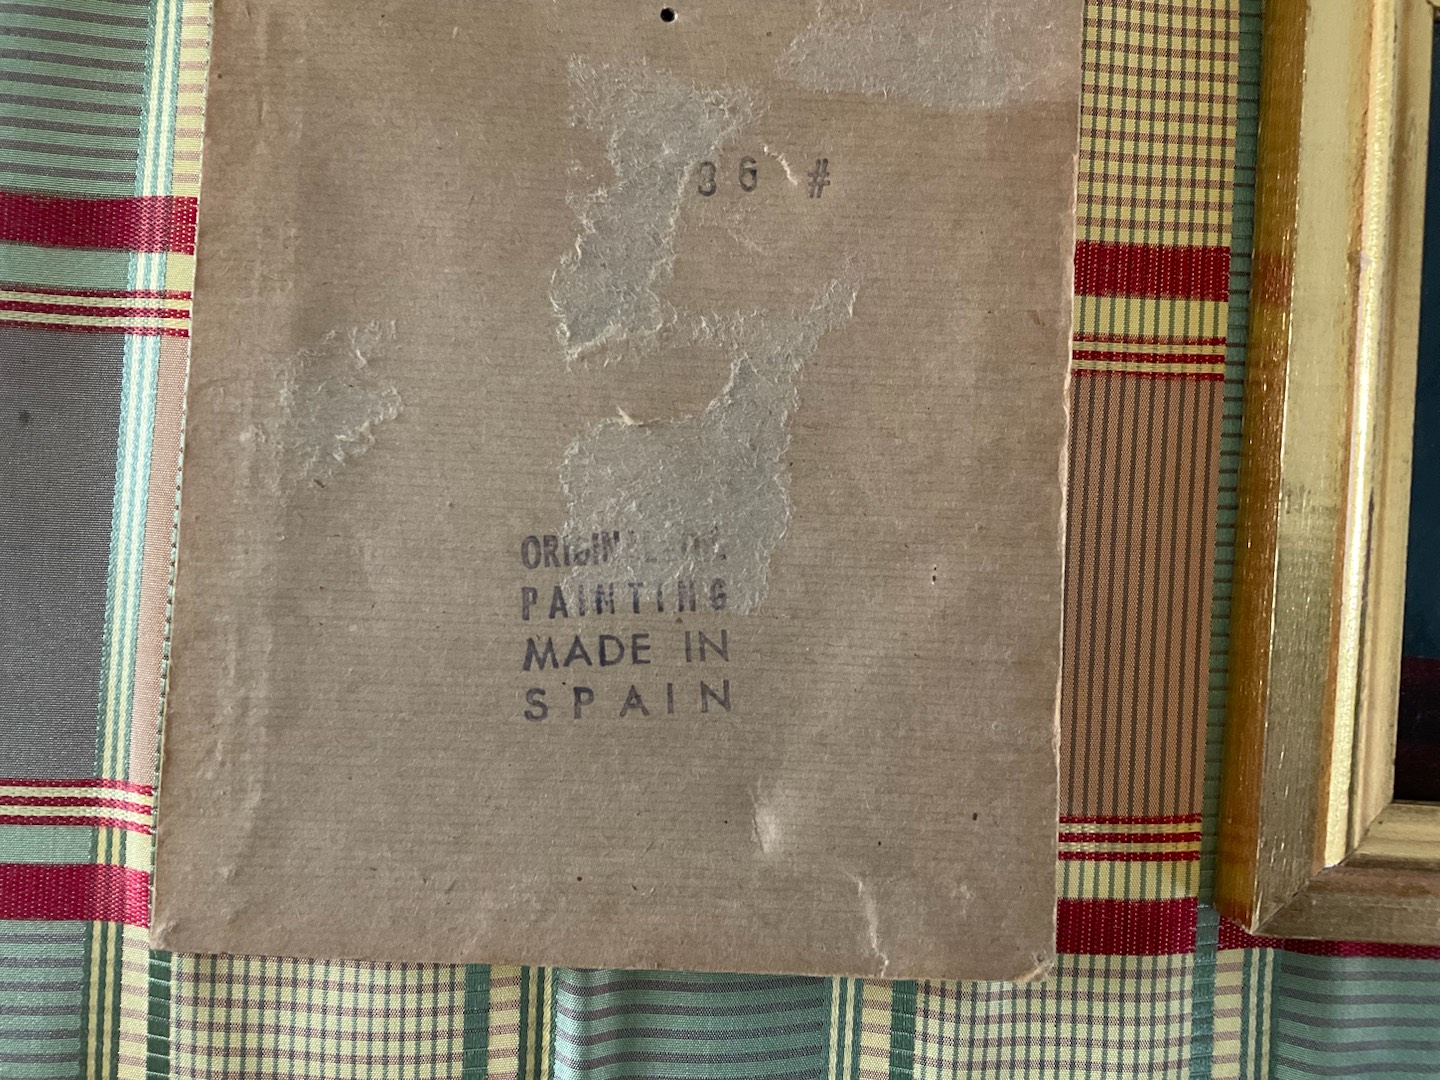 36 #
ORIGINAL OIL
PAINTING
MADE IN
SPAIN